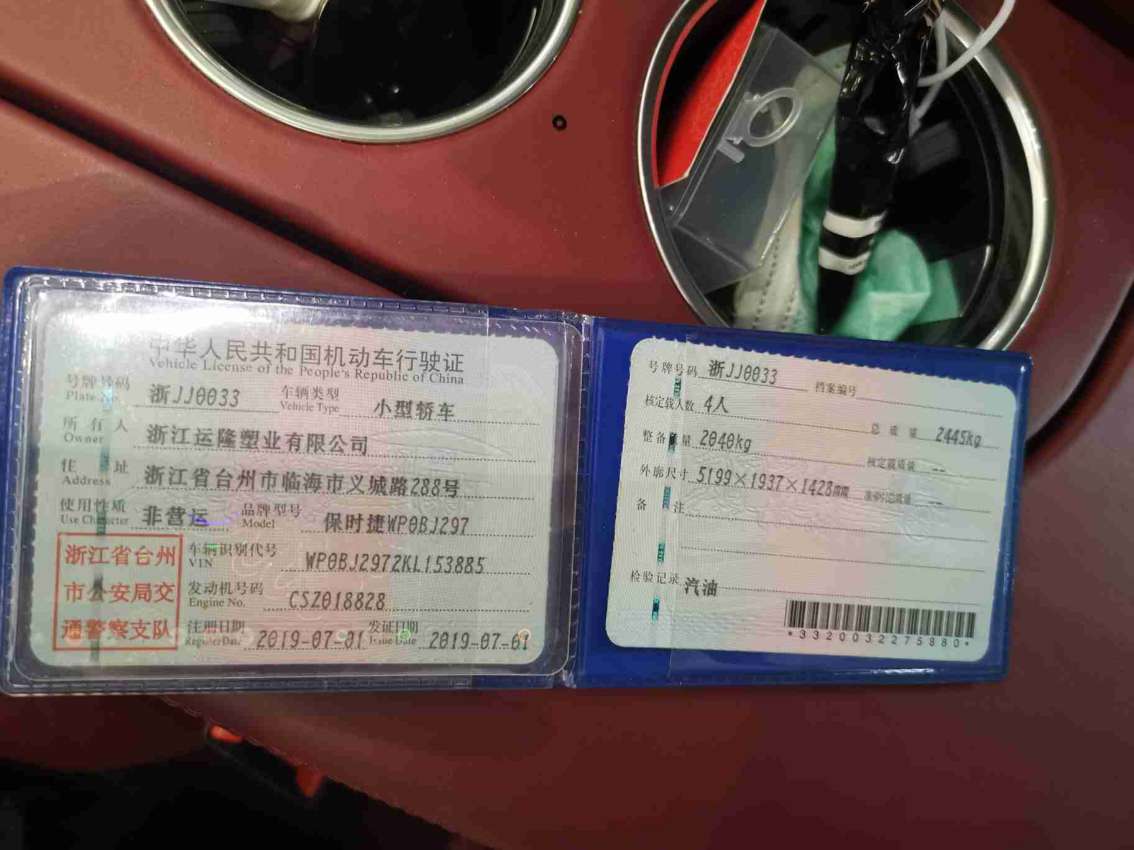 中华人民共和国机动车行驶证
Vehicle License of the People's Republic of China
号牌号码 浙JJ0033 车辆类型 小型轿车
Plate No. Vehicle Type
所有人 浙江运隆塑业有限公司
Owner
住址 浙江省台州市临海市义城路288号
Address
使用性质 非营运 品牌型号 保时捷WP0BJ297
Use Character Model
浙江省台州
市公安局交
通警察支队
车辆识别代号 WP0BJ2972KL153885
VIN
发动机号码 CSZ018828
Engine No.
注册日期 2019-07-01 发证日期 2019-07-01
Register Date Issue Date
号牌号码 浙JJ0033 档案编号
核定载人数 4人 总质量 2445kg
整备质量 2040kg 核定载质量 --
外廓尺寸 5199×1937×1428mm 准牵引总质量 --
备注
检验记录 汽油
*3320032275880*